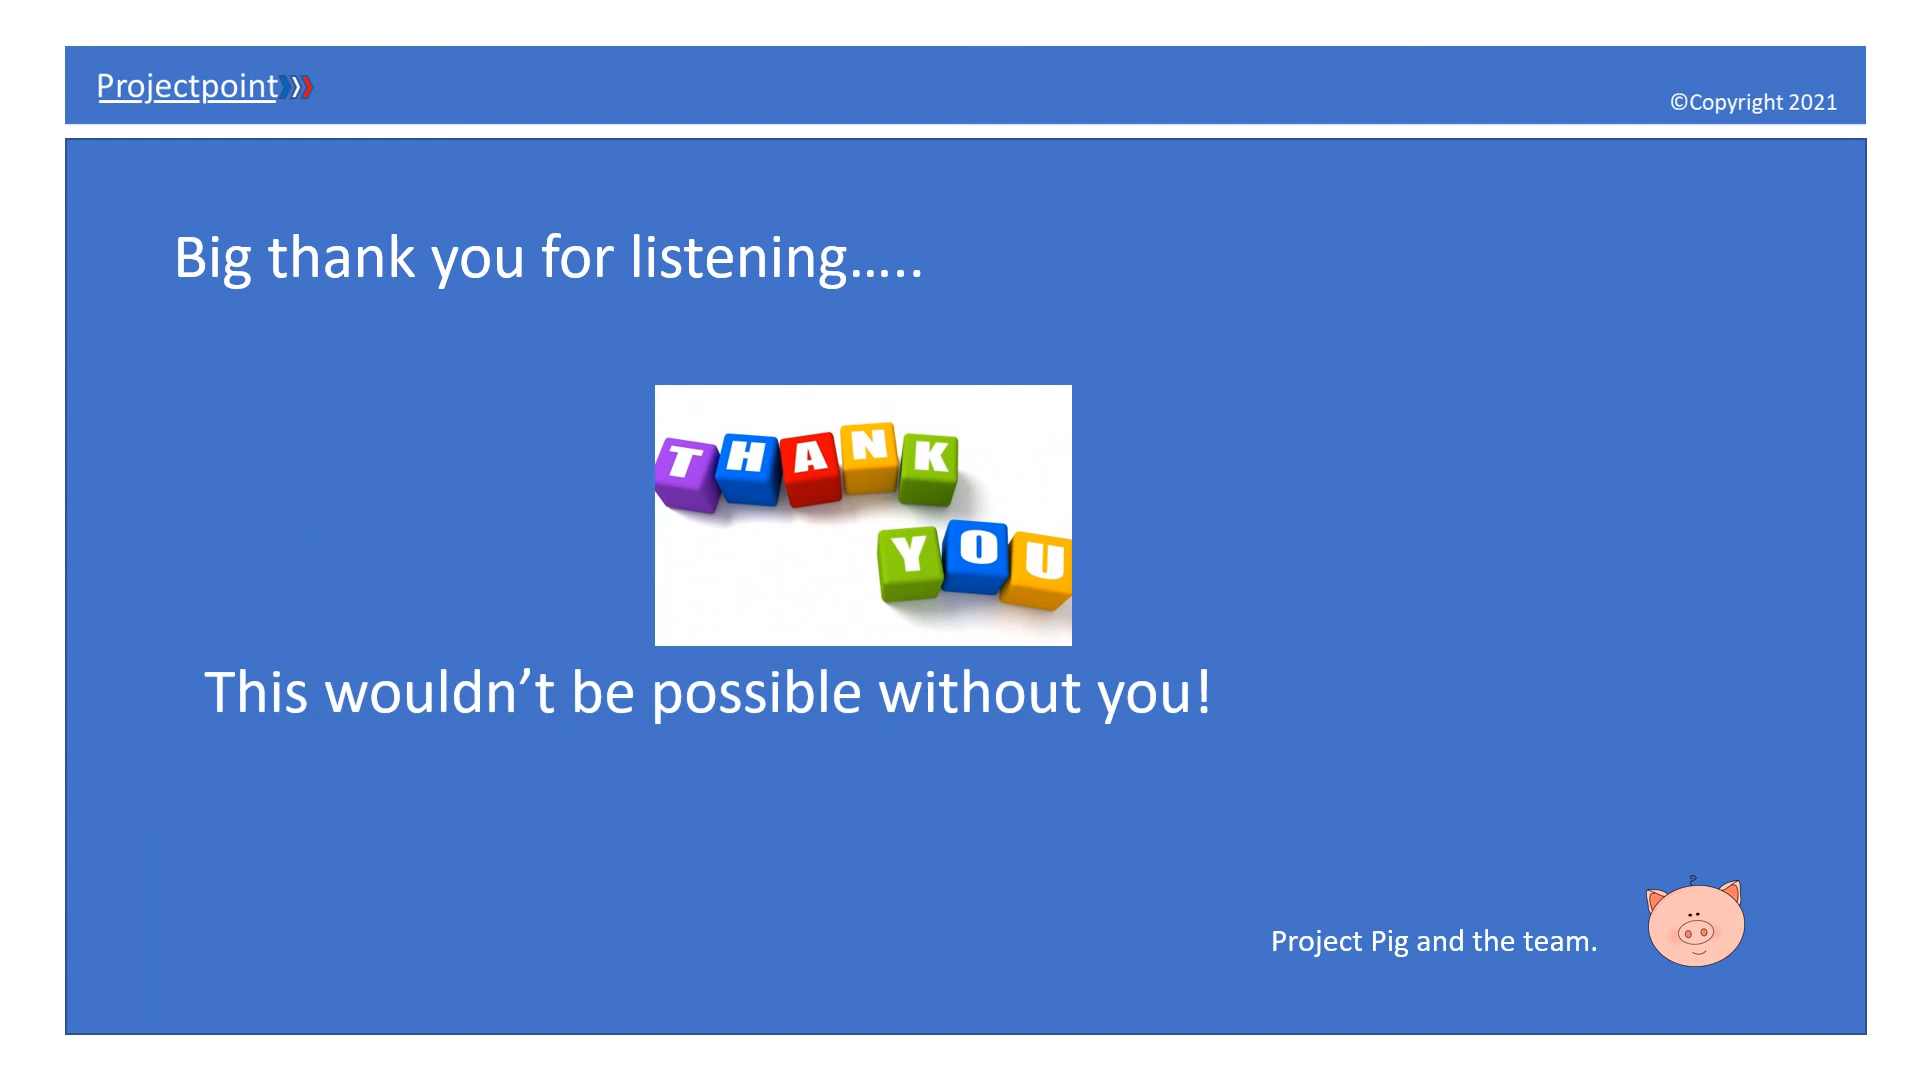 Projectpoint
©Copyright 2021
Big thank you for listening.....
THANK
YOU
This wouldn’t be possible without you!
Project Pig and the team.